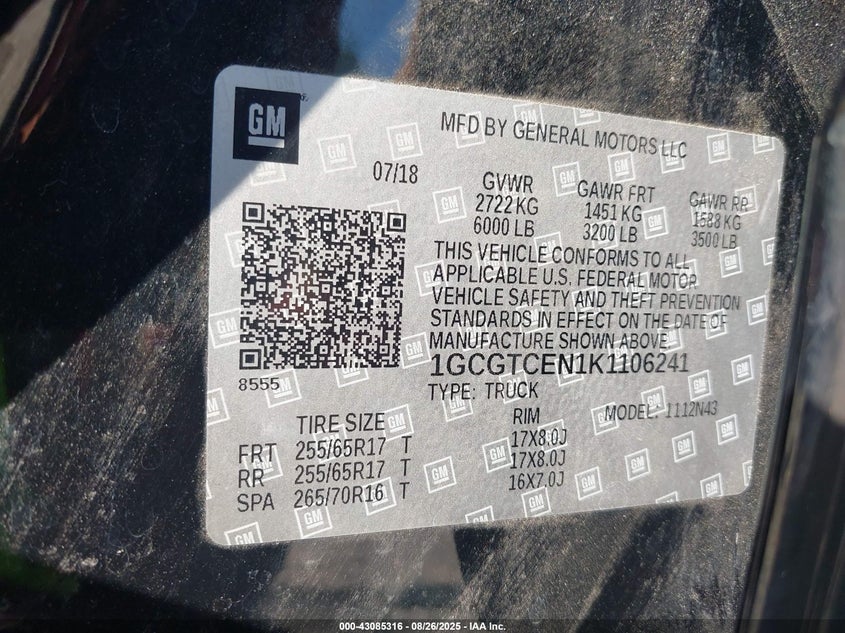 GM
MFD BY GENERAL MOTORS LLC
07/18
GVWR GAWR FRT GAWR RR
2722 KG 1451 KG 1588 KG
6000 LB 3200 LB 3500 LB
THIS VEHICLE CONFORMS TO ALL
APPLICABLE U.S. FEDERAL MOTOR
VEHICLE SAFETY AND THEFT PREVENTION
STANDARDS IN EFFECT ON THE DATE OF
MANUFACTURE SHOWN ABOVE.
1GCGTCEN1K1106241
8555
TYPE: TRUCK MODEL: 1112N43
TIRE SIZE RIM
FRT 255/65R17 T 17X8.0J
RR 255/65R17 T 17X8.0J
SPA 265/70R16 T 16X7.0J
000-43085316 - 08/26/2025 - IAA Inc.